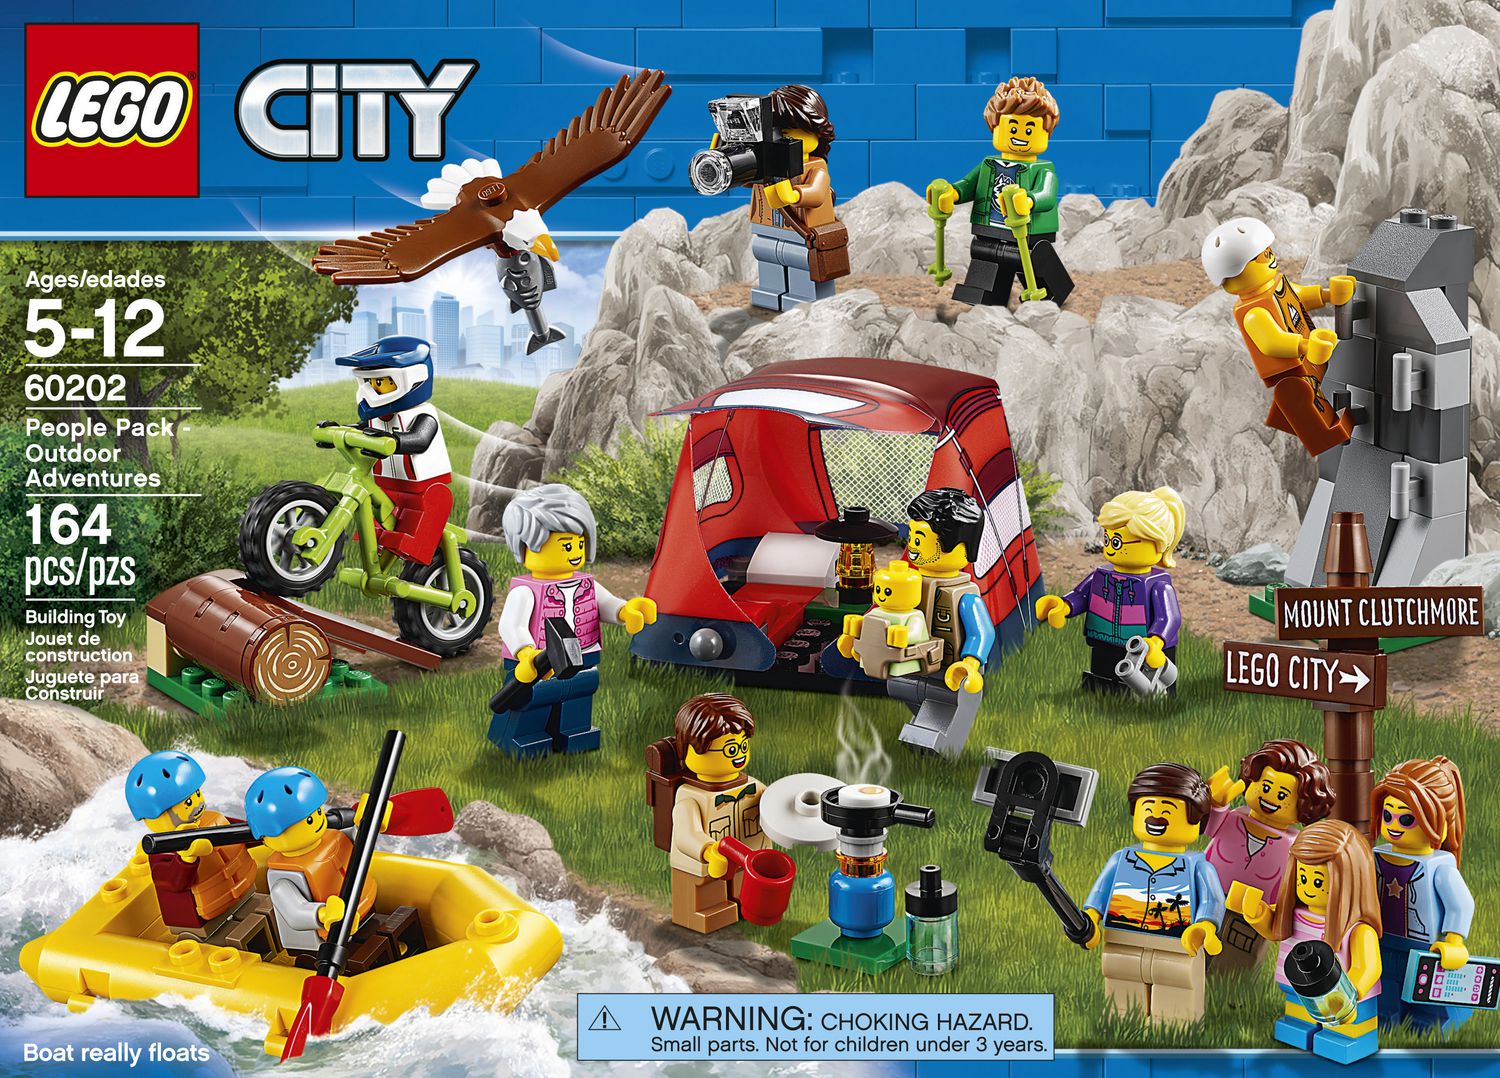 LEGO
CITY
Ages/edades
5-12
60202
People Pack -
Outdoor
Adventures
164
pcs/pzs
Building Toy
Jouet de
construction
Juguete para
Construir
LEGO
MOUNT CLUTCHMORE
LEGO CITY→
Boat really floats
WARNING: CHOKING HAZARD.
Small parts. Not for children under 3 years.